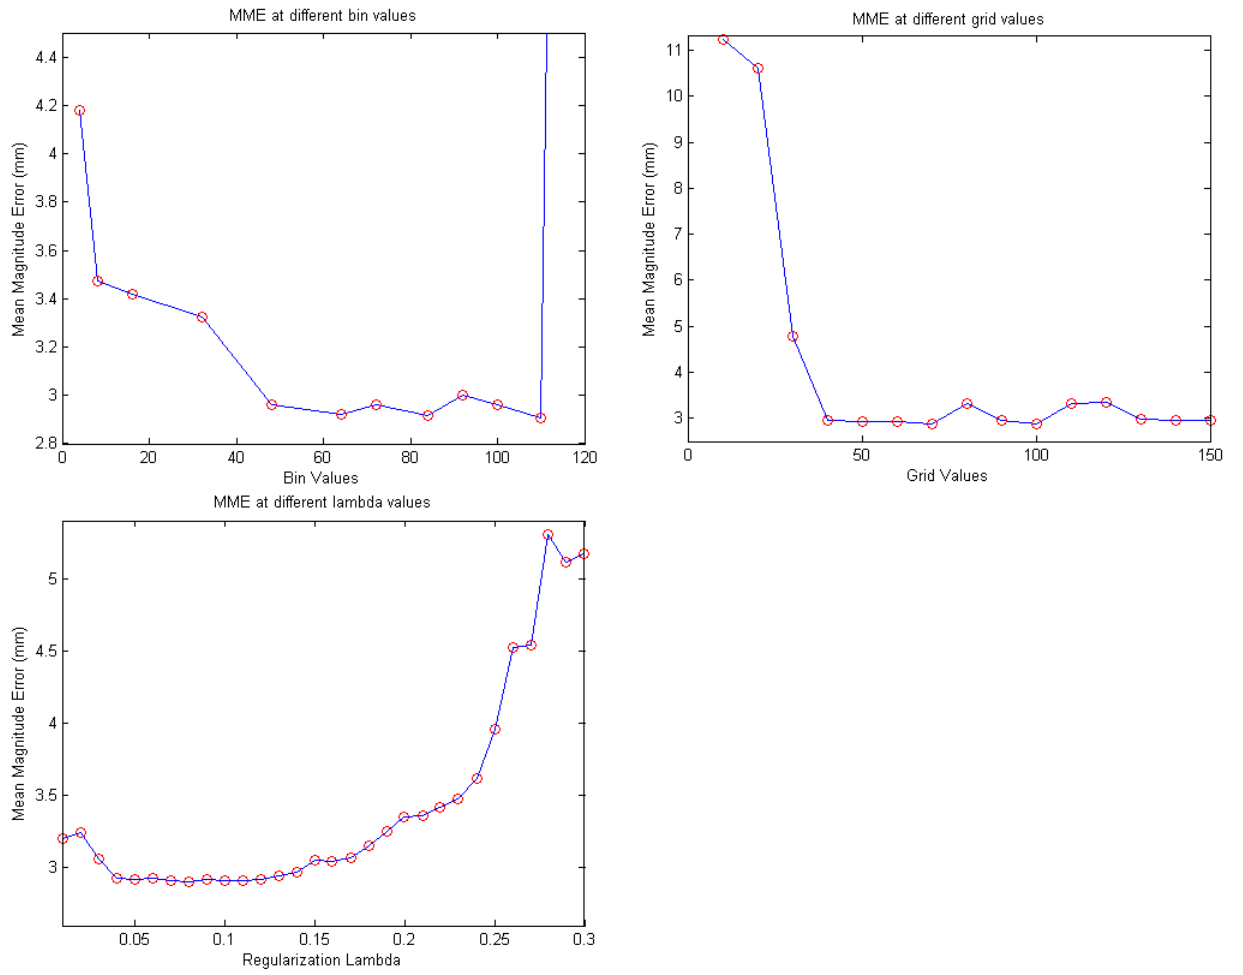 MME at different bin values
Mean Magnitude Error (mm)
4.4
4.2
4
3.8
3.6
3.4
3.2
3
2.8
0 20 40 60 80 100 120
Bin Values
MME at different grid values
Mean Magnitude Error (mm)
11
10
9
8
7
6
5
4
3
0 50 100 150
Grid Values
MME at different lambda values
Mean Magnitude Error (mm)
5
4.5
4
3.5
3
0.05 0.1 0.15 0.2 0.25 0.3
Regularization Lambda